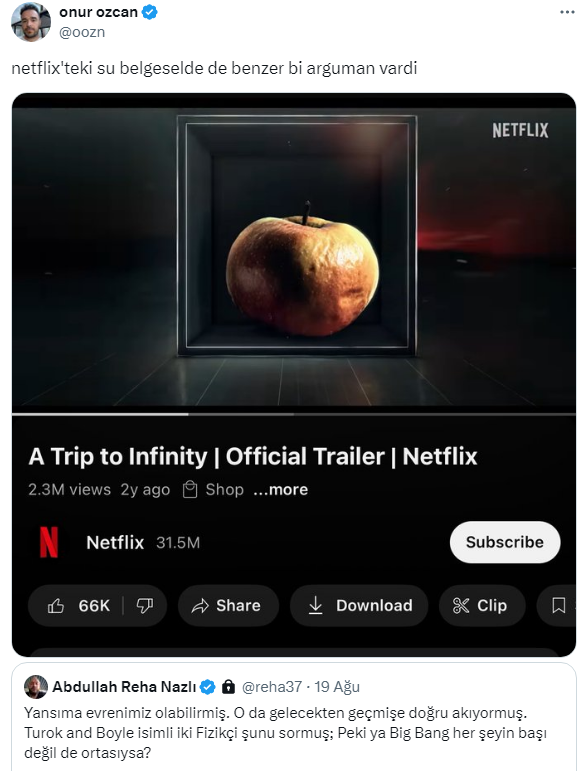 onur ozcan
@oozn
netflix'teki su belgeselde de benzer bi arguman vardi
NETFLIX
A Trip to Infinity | Official Trailer | Netflix
2.3M views 2y ago Shop ...more
N Netflix 31.5M Subscribe
66K Share Download Clip
Abdullah Reha Nazlı @reha37 · 19 Ağu
Yansıma evrenimiz olabilirmiş. O da gelecekten geçmişe doğru akıyormuş.
Turok and Boyle isimli iki Fizikçi şunu sormuş; Peki ya Big Bang her şeyin başı
değil de ortasıysa?